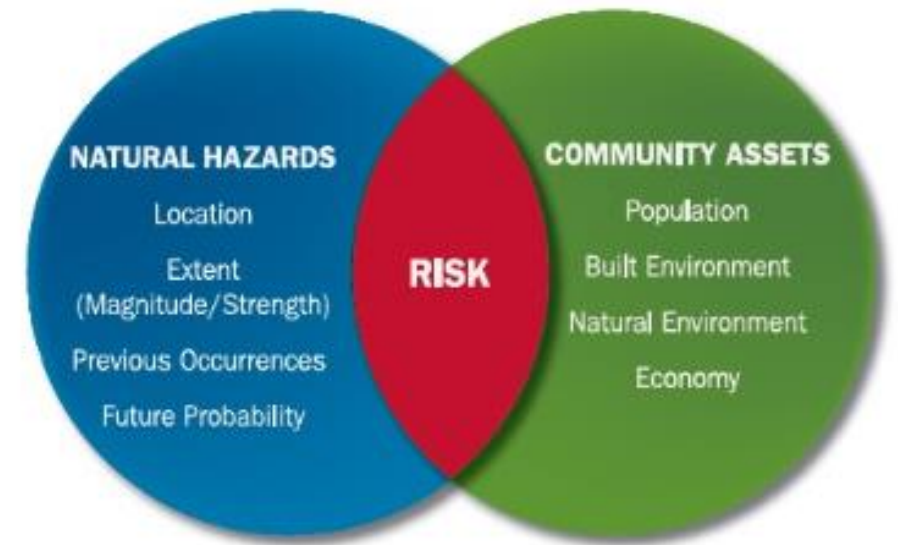 NATURAL HAZARDS
Location
Extent
(Magnitude/Strength)
Previous Occurrences
Future Probability
RISK
COMMUNITY ASSETS
Population
Built Environment
Natural Environment
Economy